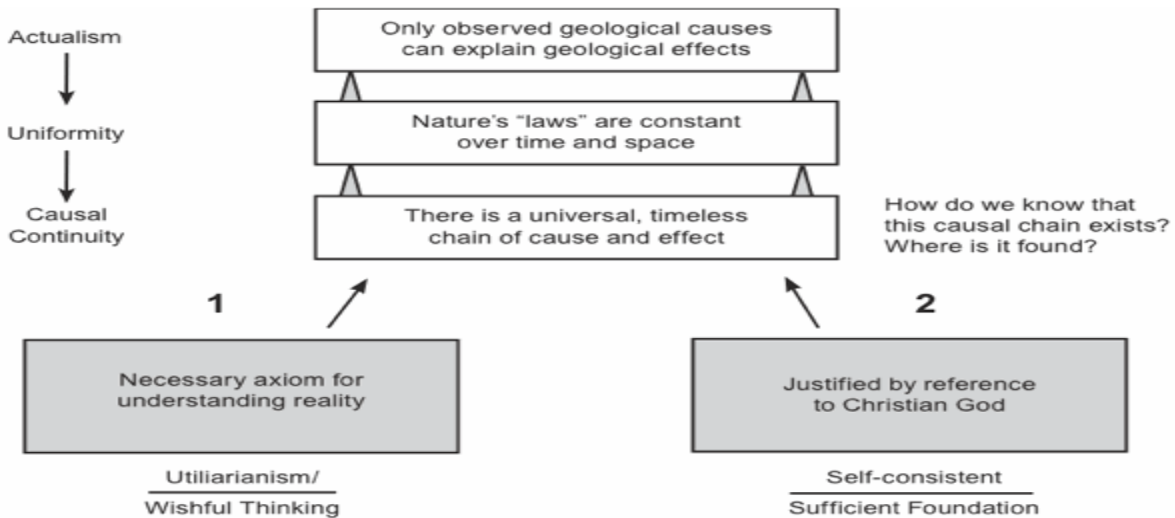 Actualism
Only observed geological causes
can explain geological effects
Uniformity
Nature's “laws” are constant
over time and space
Causal
Continuity
There is a universal, timeless
chain of cause and effect
How do we know that
this causal chain exists?
Where is it found?
1
2
Necessary axiom for
understanding reality
Justified by reference
to Christian God
Utiliarianism/
Wishful Thinking
Self-consistent
Sufficient Foundation